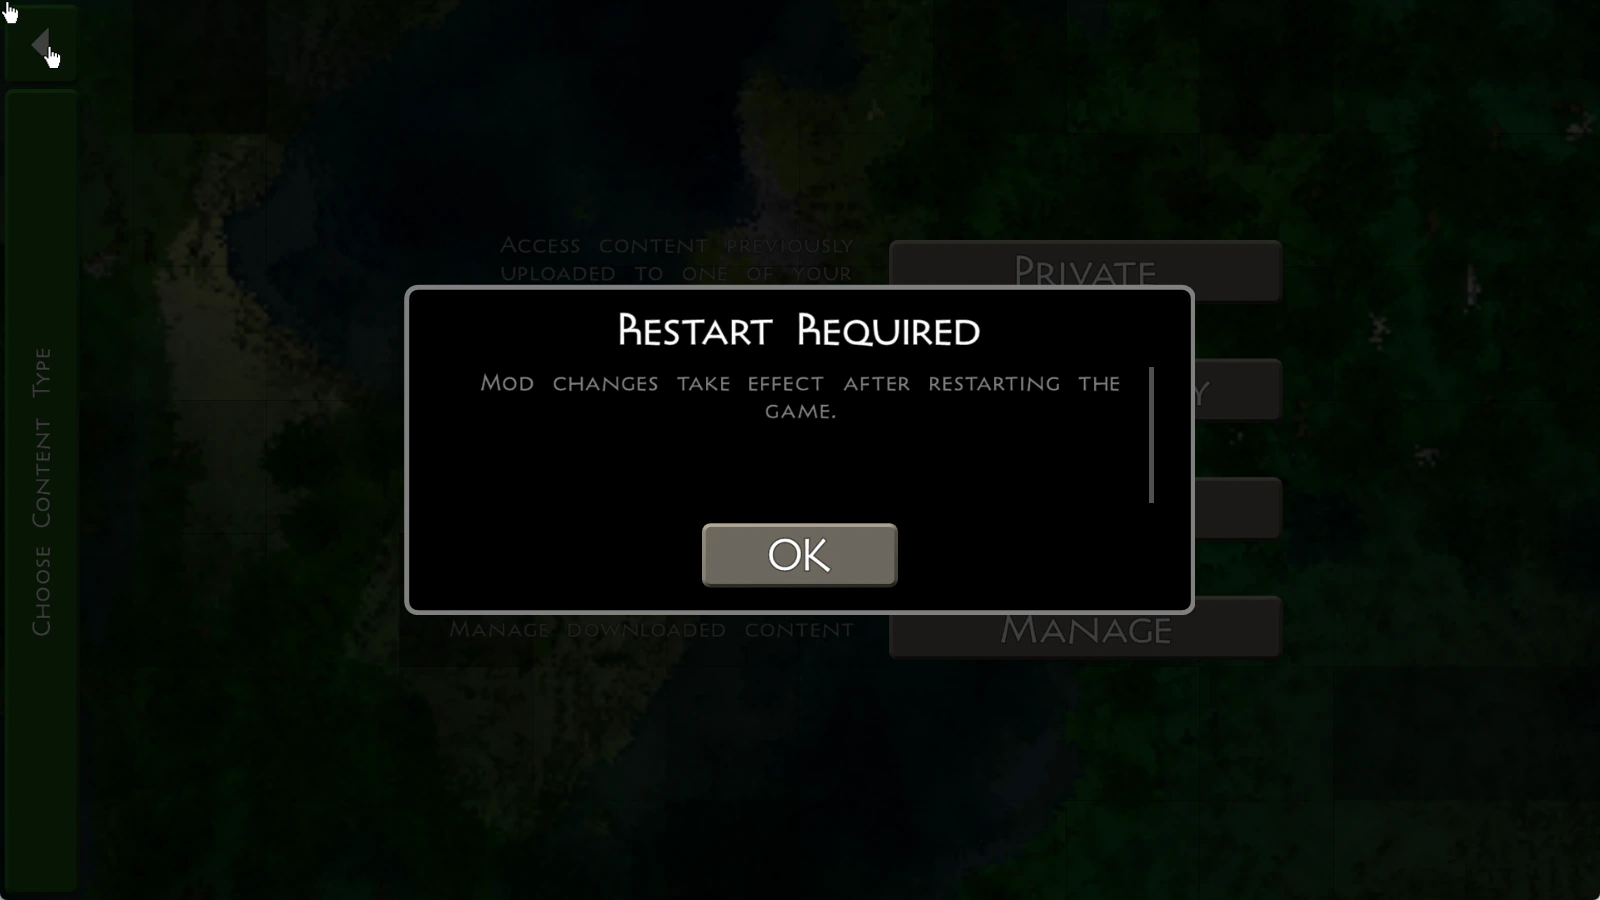 Choose Content Type
Access content previously
uploaded to one of your
Private
Restart Required
Mod changes take effect after restarting the
game.
OK
Manage downloaded content
Manage